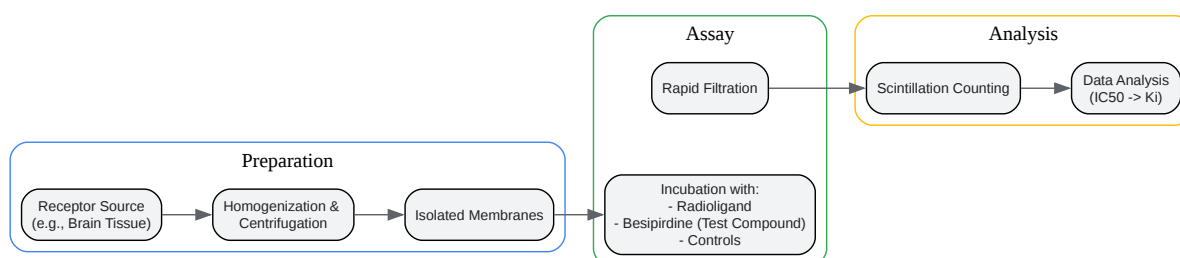 Preparation
Receptor Source
(e.g., Brain Tissue)
Homogenization &
Centrifugation
Isolated Membranes
Assay
Incubation with:
- Radioligand
- Besipirdine (Test Compound)
- Controls
Rapid Filtration
Analysis
Scintillation Counting
Data Analysis
(IC50 -> Ki)